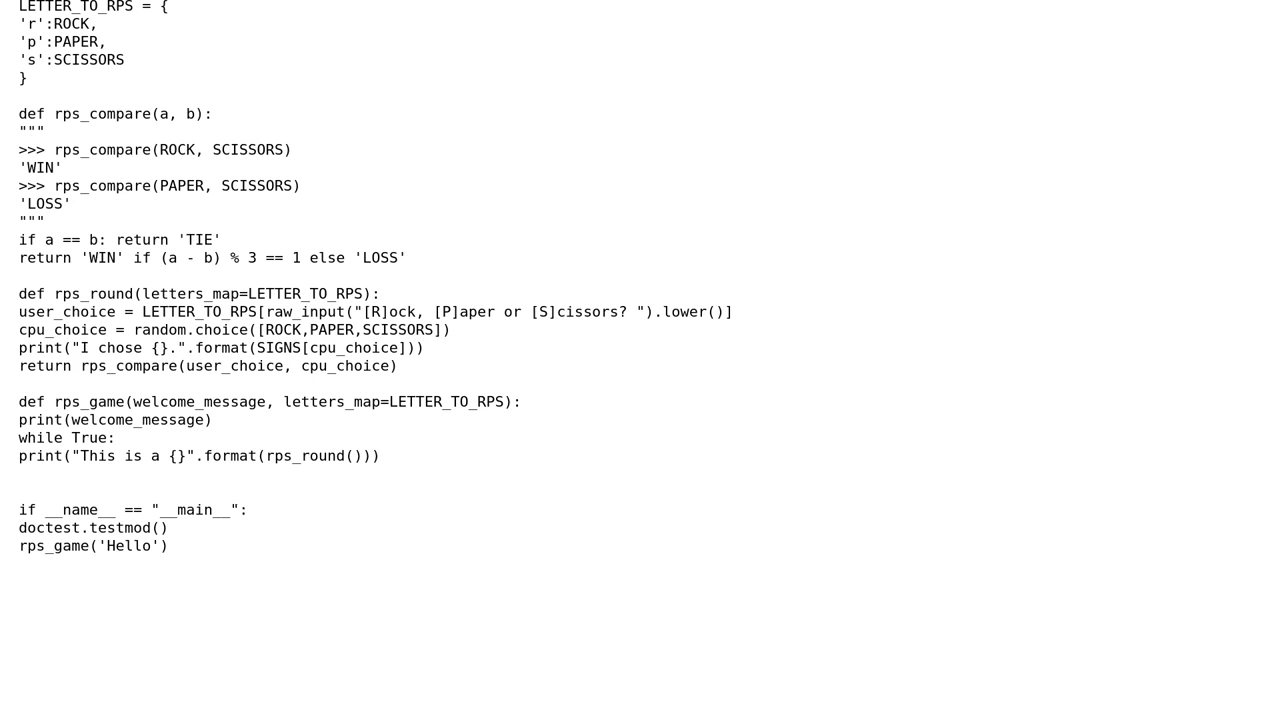 LETTER_TO_RPS = {
'r':ROCK,
'p':PAPER,
's':SCISSORS
}
def rps_compare(a, b):
"""
>>> rps_compare(ROCK, SCISSORS)
'WIN'
>>> rps_compare(PAPER, SCISSORS)
'LOSS'
"""
if a == b: return 'TIE'
return 'WIN' if (a - b) % 3 == 1 else 'LOSS'
def rps_round(letters_map=LETTER_TO_RPS):
user_choice = LETTER_TO_RPS[raw_input("[R]ock, [P]aper or [S]cissors? ").lower()]
cpu_choice = random.choice([ROCK,PAPER,SCISSORS])
print("I chose {}.".format(SIGNS[cpu_choice]))
return rps_compare(user_choice, cpu_choice)
def rps_game(welcome_message, letters_map=LETTER_TO_RPS):
print(welcome_message)
while True:
print("This is a {}".format(rps_round()))
if __name__ == "__main__":
doctest.testmod()
rps_game('Hello')